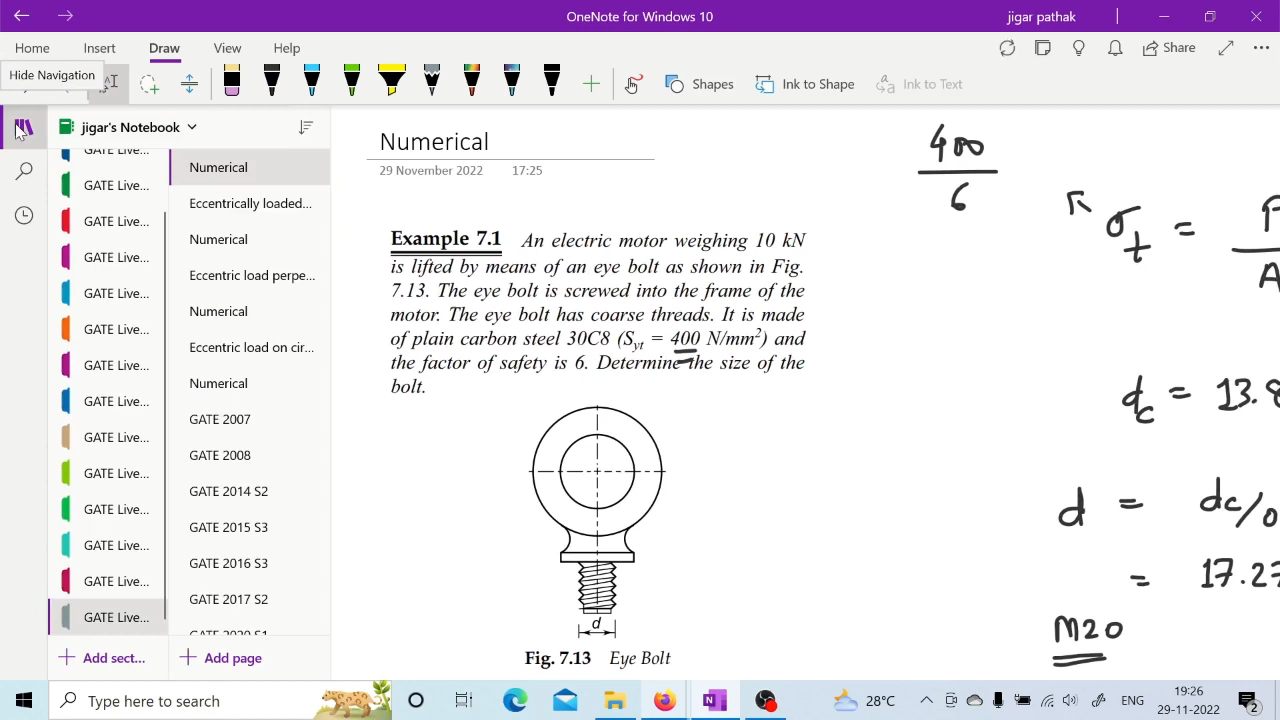 OneNote for Windows 10
jigar pathak
Home Insert Draw View Help
Share
Hide Navigation
Shapes
Ink to Shape
Ink to Text
jigar's Notebook
GATE Live...
GATE Live...
GATE Live...
GATE Live...
GATE Live...
GATE Live...
GATE Live...
GATE Live...
GATE Live...
GATE Live...
GATE Live...
GATE Live...
GATE Live...
GATE Live...
Numerical
Eccentrically loaded...
Numerical
Eccentric load perpe...
Numerical
Eccentric load on cir...
Numerical
GATE 2007
GATE 2008
GATE 2014 S2
GATE 2015 S3
GATE 2016 S3
GATE 2017 S2
GATE 2020 S1
Add sect...
Add page
Numerical
29 November 2022 17:25
Example 7.1 An electric motor weighing 10 kN
is lifted by means of an eye bolt as shown in Fig.
7.13. The eye bolt is screwed into the frame of the
motor. The eye bolt has coarse threads. It is made
of plain carbon steel 30C8 (Syt = 400 N/mm²) and
the factor of safety is 6. Determine the size of the
bolt.
d
Fig. 7.13 Eye Bolt
400
6
σt = P
A
dc = 13.8
d = dc/0
= 17.27
M20
Type here to search
28°C
ENG
19:26
29-11-2022
2